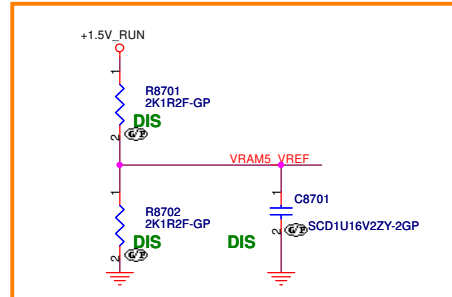 +1.5V_RUN
1
R8701
2K1R2F-GP
DIS
2
G/P
VRAM5_VREF
1
R8702
2K1R2F-GP
DIS
2
G/P
1
C8701
SCD1U16V2ZY-2GP
DIS
2
G/P